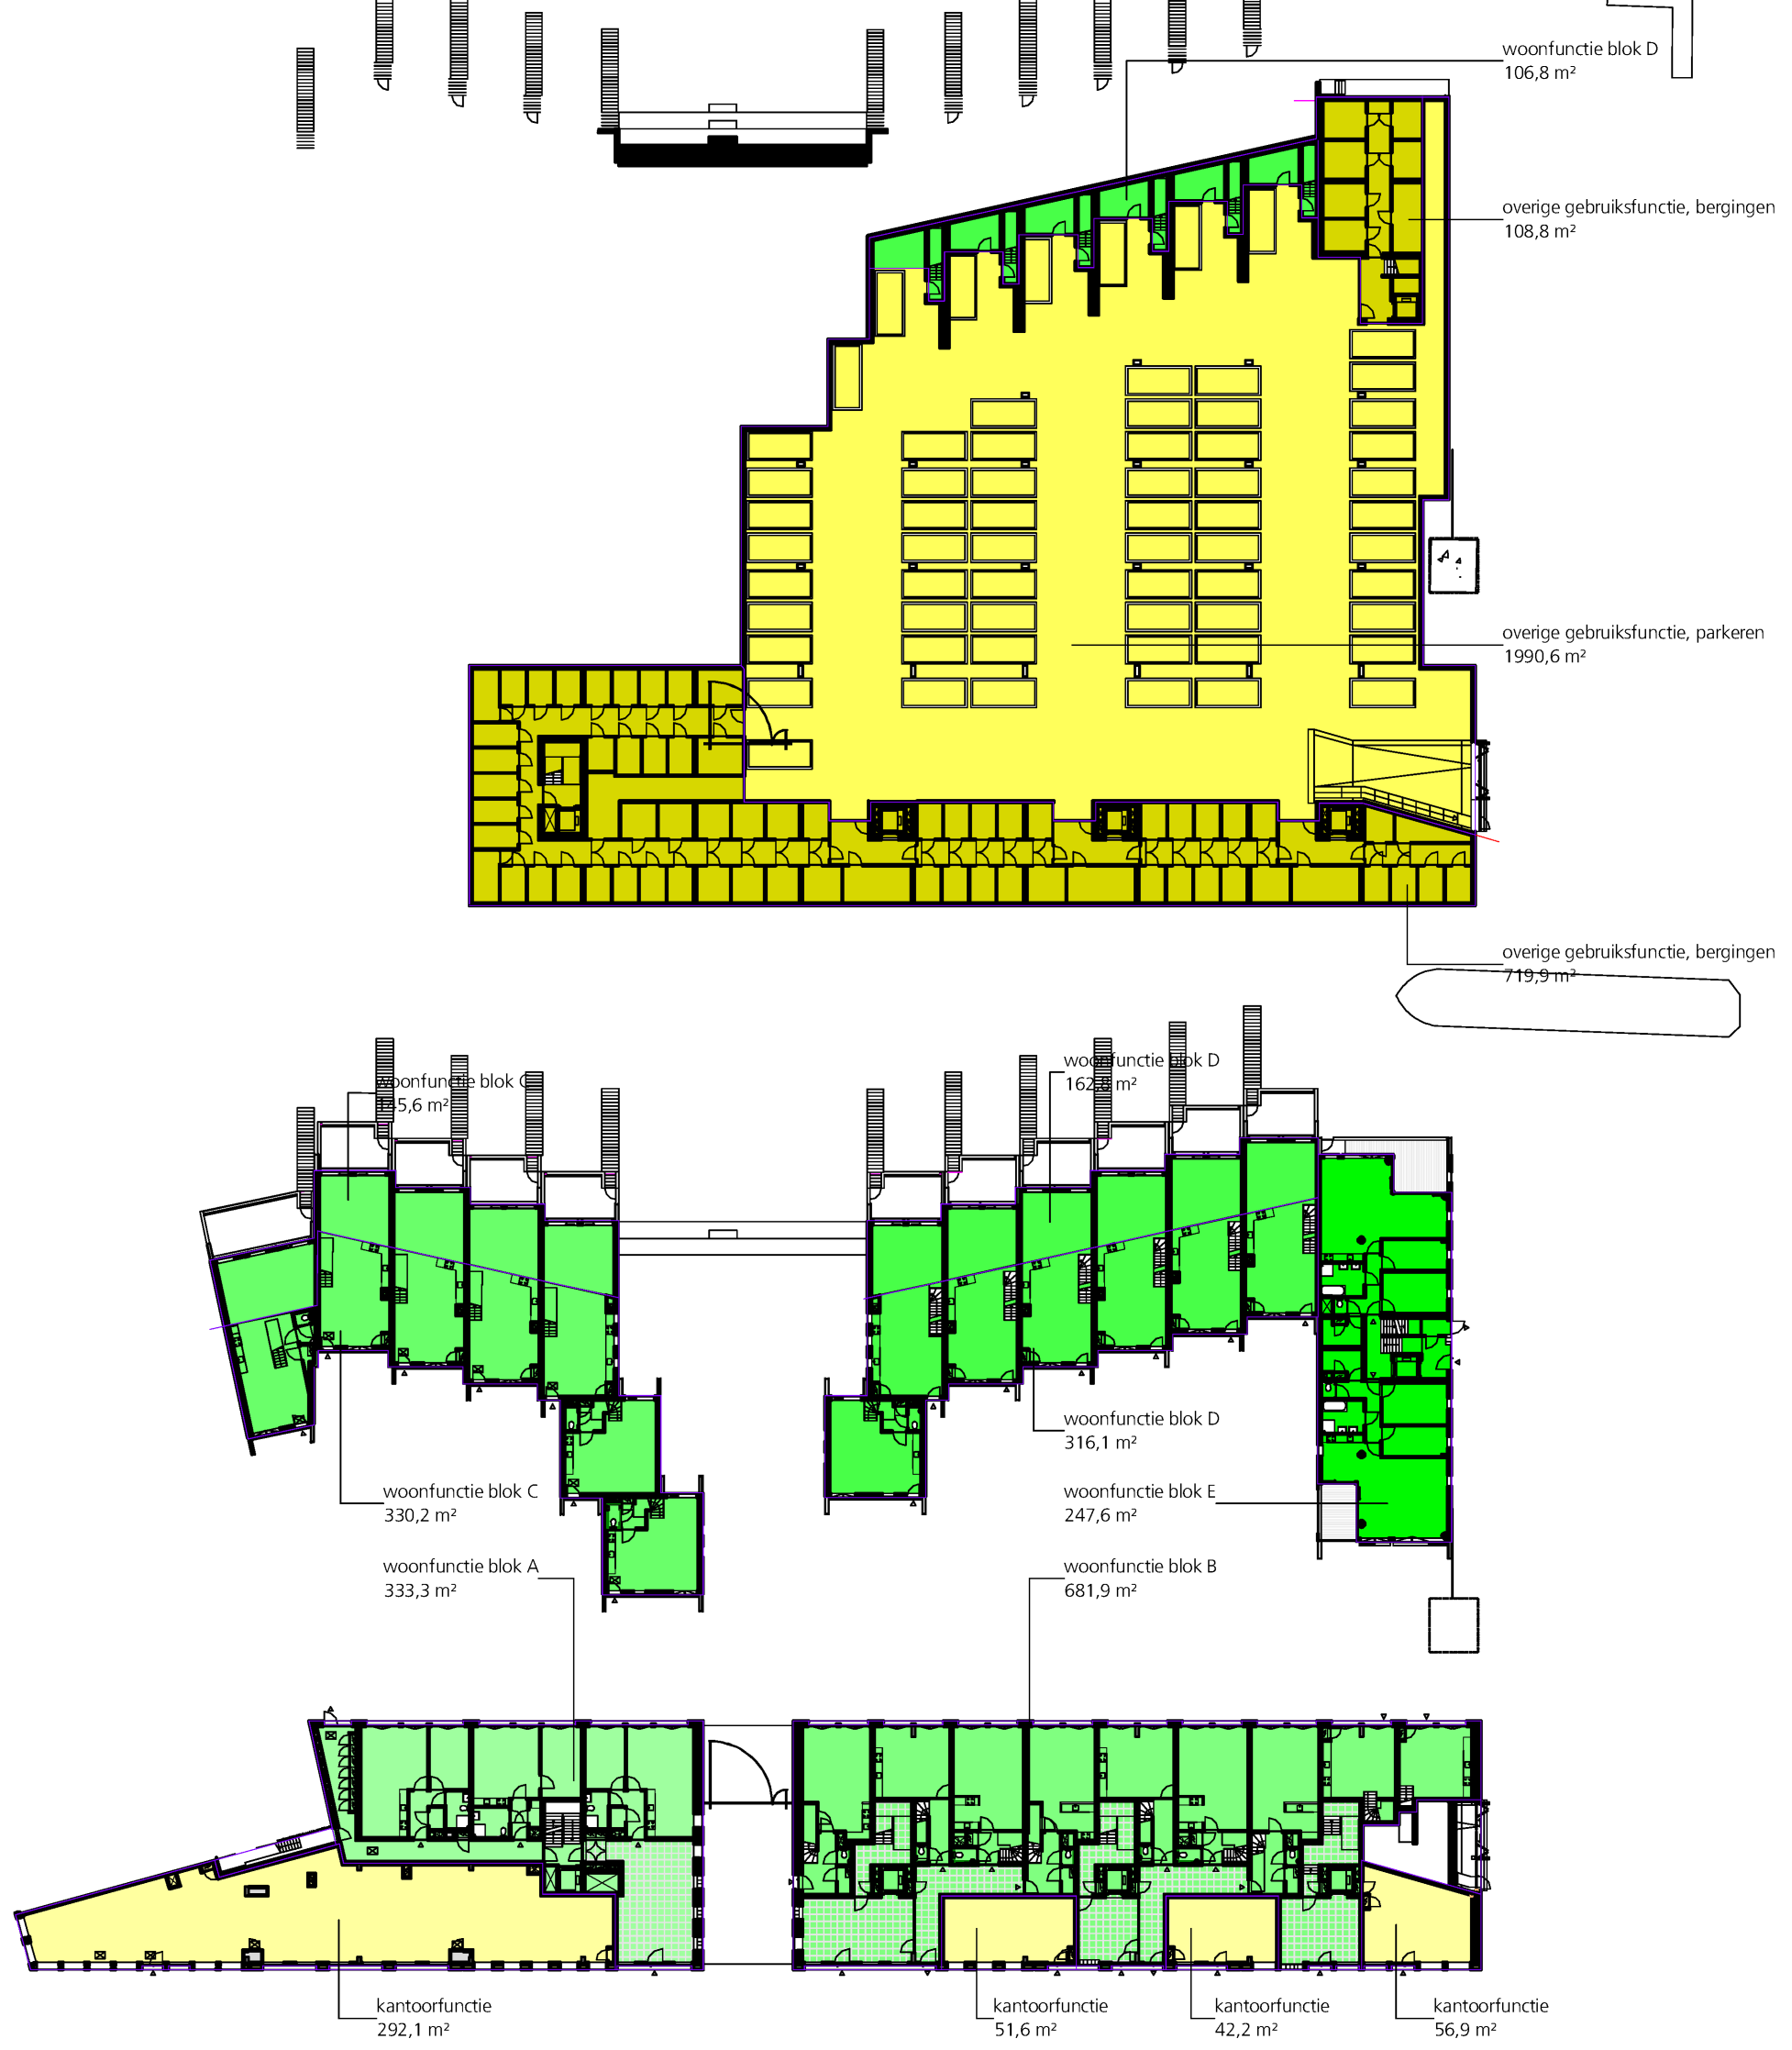 woonfunctie blok D
106,8 m²
overige gebruiksfunctie, bergingen
108,8 m²
overige gebruiksfunctie, parkeren
1990,6 m²
overige gebruiksfunctie, bergingen
719,9 m²
woonfunctie blok C
145,6 m²
woonfunctie blok D
162,8 m²
woonfunctie blok D
316,1 m²
woonfunctie blok C
330,2 m²
woonfunctie blok E
247,6 m²
woonfunctie blok A
333,3 m²
woonfunctie blok B
681,9 m²
kantoorfunctie
292,1 m²
kantoorfunctie
51,6 m²
kantoorfunctie
42,2 m²
kantoorfunctie
56,9 m²